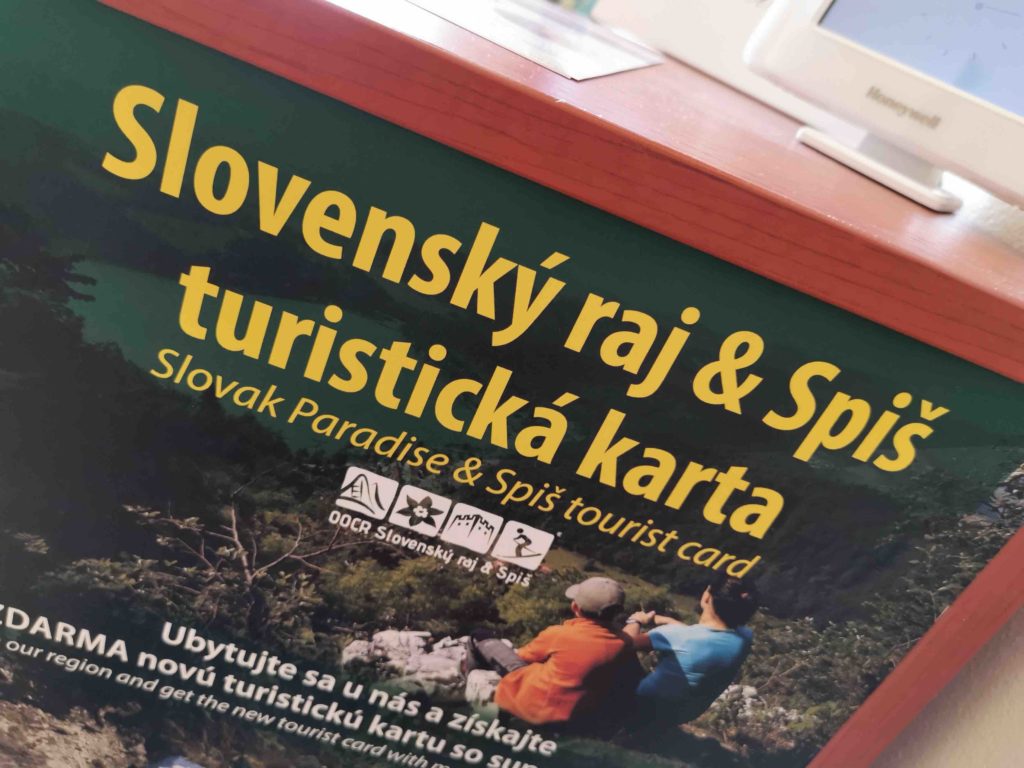 Honeywell
Slovenský raj & Spiš
turistická karta
Slovak Paradise & Spiš tourist card
OOCR Slovenský raj & Spiš
Ubytujte sa u nás a získajte
ZDARMA novú turistickú kartu so
our region and get the new tourist card with